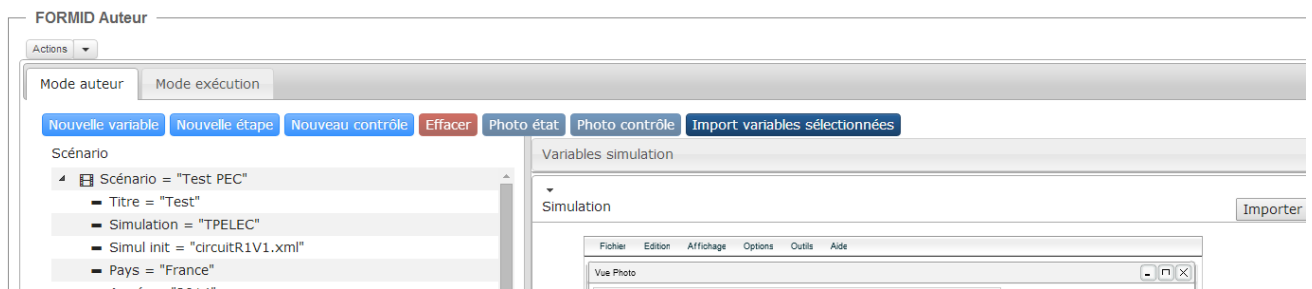 FORMID Auteur
Actions
Mode auteur Mode exécution
Nouvelle variable Nouvelle étape Nouveau contrôle Effacer Photo état Photo contrôle Import variables sélectionnées
Scénario
Variables simulation
Scénario = "Test PEC"
Titre = "Test"
Simulation
Importer
Simulation = "TPELEC"
Simul init = "circuitR1V1.xml"
Fichier Edition Affichage Options Outils Aide
Pays = "France"
Vue Photo